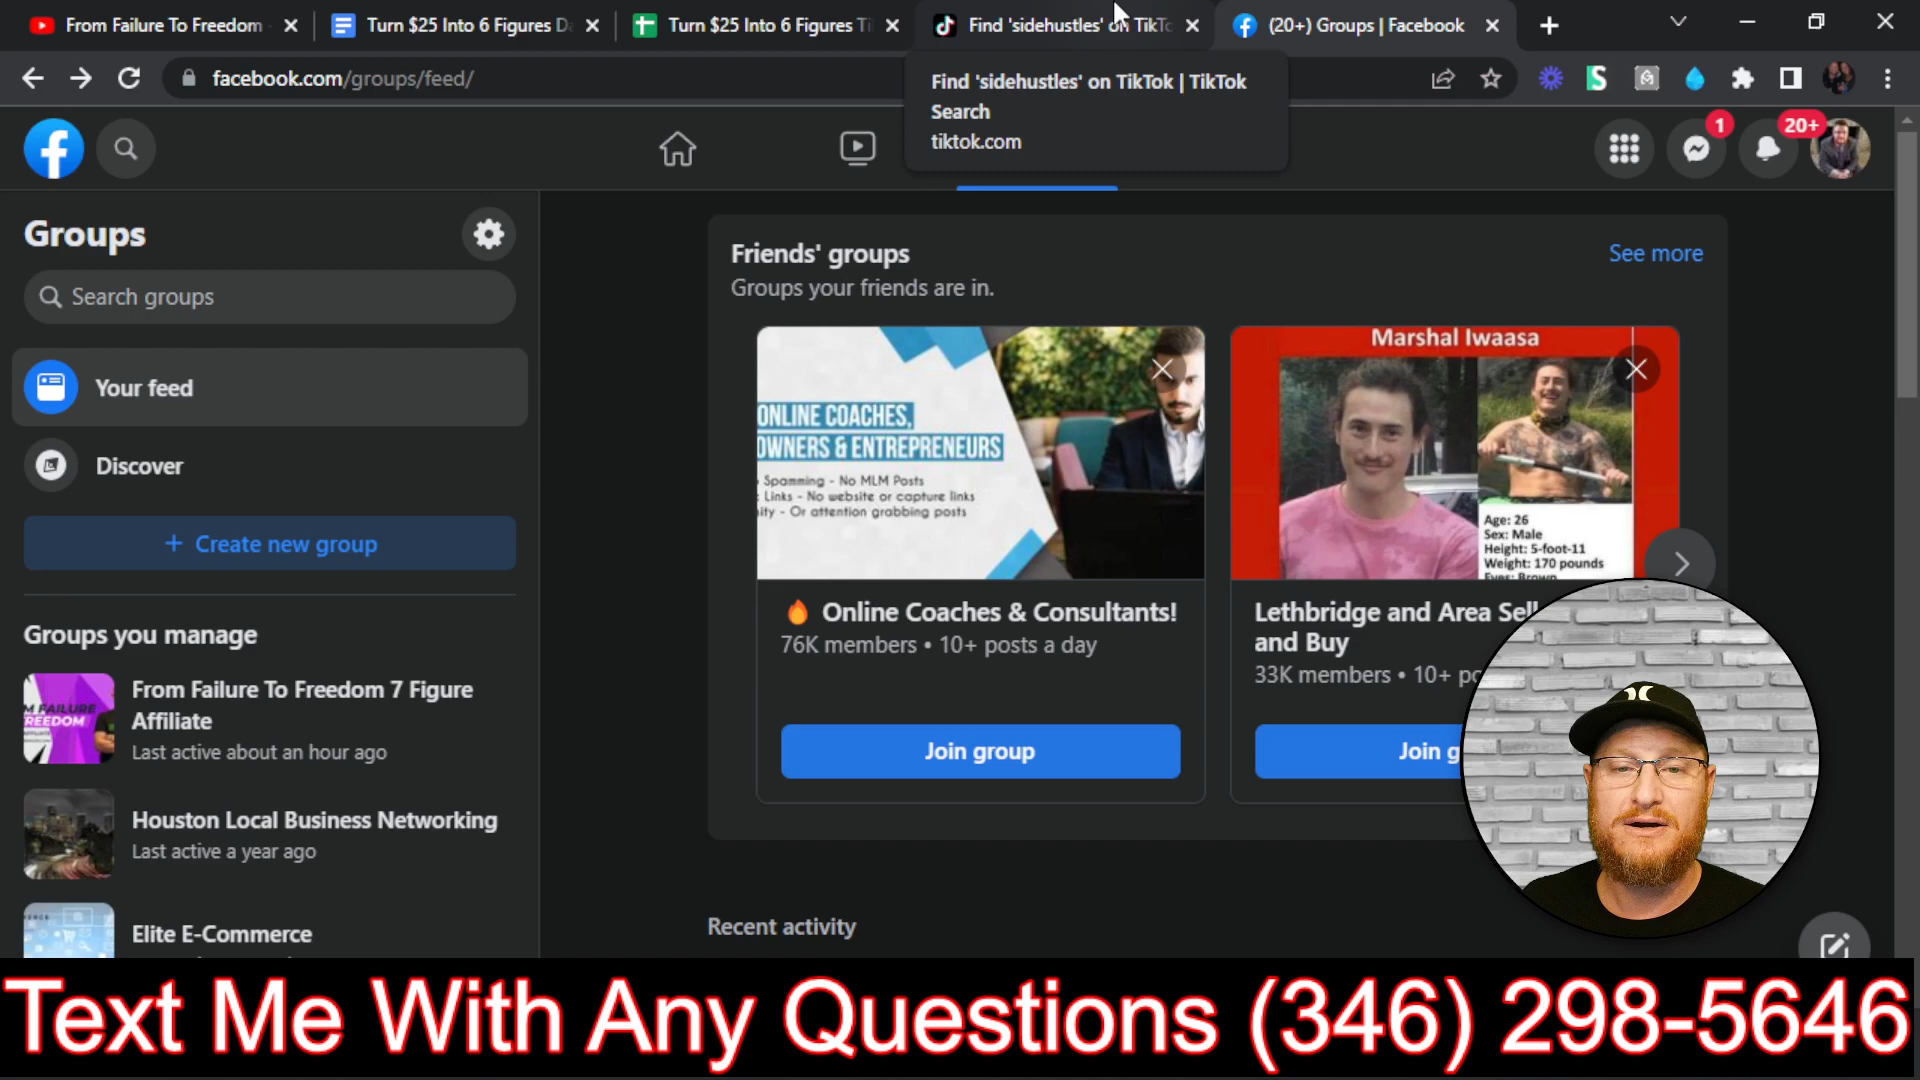 From Failure To Freedom
Turn $25 Into 6 Figures D
Turn $25 Into 6 Figures Ti
Find 'sidehustles' on TikTo
(20+) Groups | Facebook
facebook.com/groups/feed/
Find 'sidehustles' on TikTok | TikTok
Search
tiktok.com
1
20+
Groups
Search groups
Your feed
Discover
+ Create new group
Groups you manage
From Failure To Freedom 7 Figure
Affiliate
Last active about an hour ago
Houston Local Business Networking
Last active a year ago
Elite E-Commerce
Friends' groups
See more
Groups your friends are in.
ONLINE COACHES,
OWNERS & ENTREPRENEURS
Spamming - No MLM Posts
Links - No website or capture links
ity - Or attention grabbing posts
🔥 Online Coaches & Consultants!
76K members • 10+ posts a day
Join group
Marshal Iwaasa
Age: 26
Sex: Male
Height: 5-foot-11
Weight: 170 pounds
Eyes: Brown
Lethbridge and Area Sell
and Buy
33K members • 10+ po
Join g
Recent activity
Text Me With Any Questions (346) 298-5646